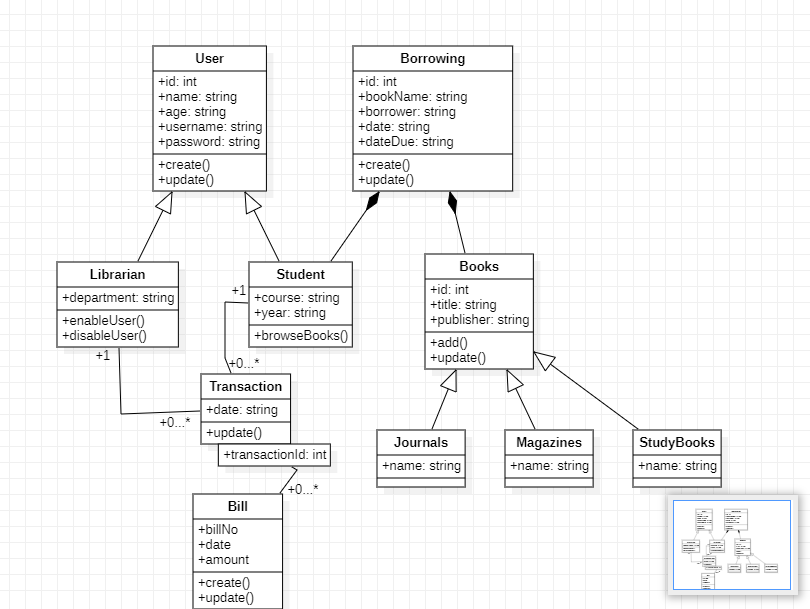 User
+id: int
+name: string
+age: string
+username: string
+password: string
+create()
+update()
Borrowing
+id: int
+bookName: string
+borrower: string
+date: string
+dateDue: string
+create()
+update()
Librarian
+department: string
+enableUser()
+disableUser()
Student
+course: string
+year: string
+browseBooks()
Books
+id: int
+title: string
+publisher: string
+add()
+update()
+1
+1
+0...*
+0...*
Transaction
+date: string
+update()
+transactionId: int
+0...*
Journals
+name: string
Magazines
+name: string
StudyBooks
+name: string
Bill
+billNo
+date
+amount
+create()
+update()